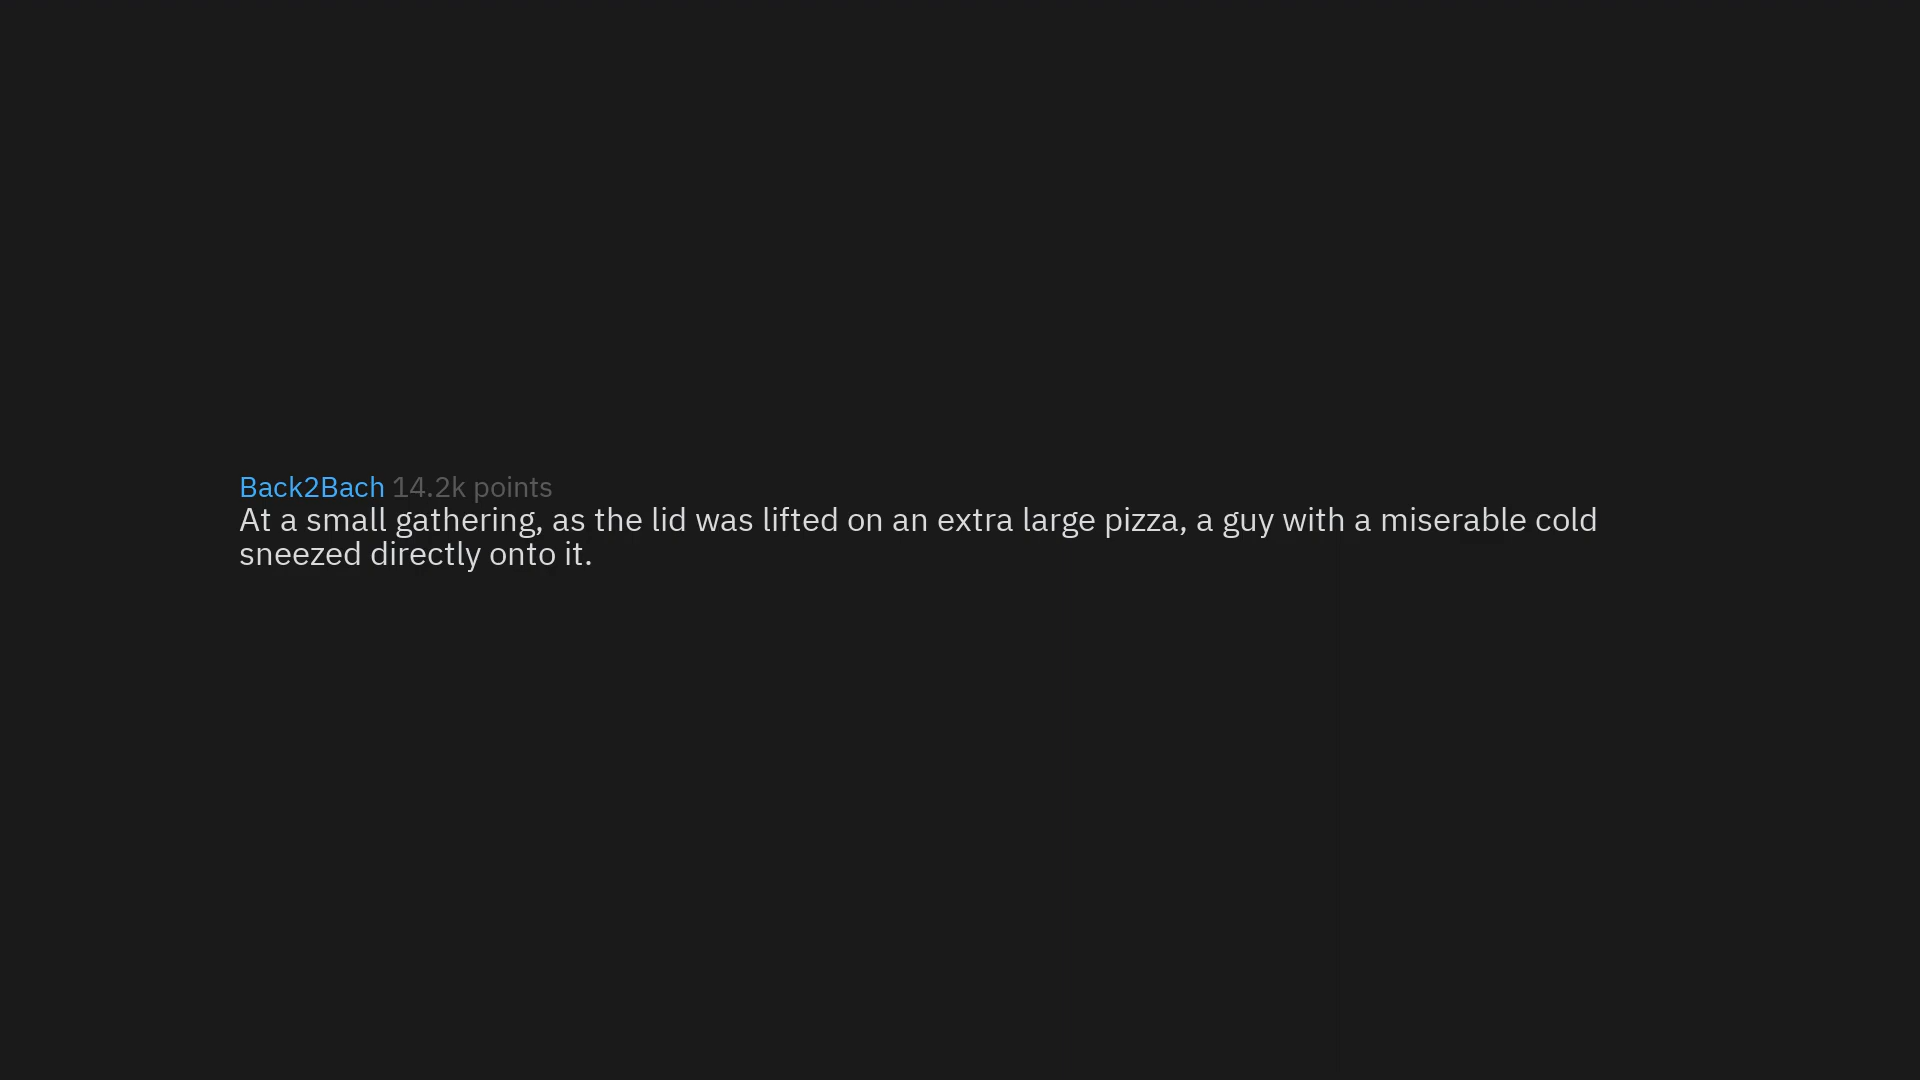 Back2Bach 14.2k points
At a small gathering, as the lid was lifted on an extra large pizza, a guy with a miserable cold
sneezed directly onto it.